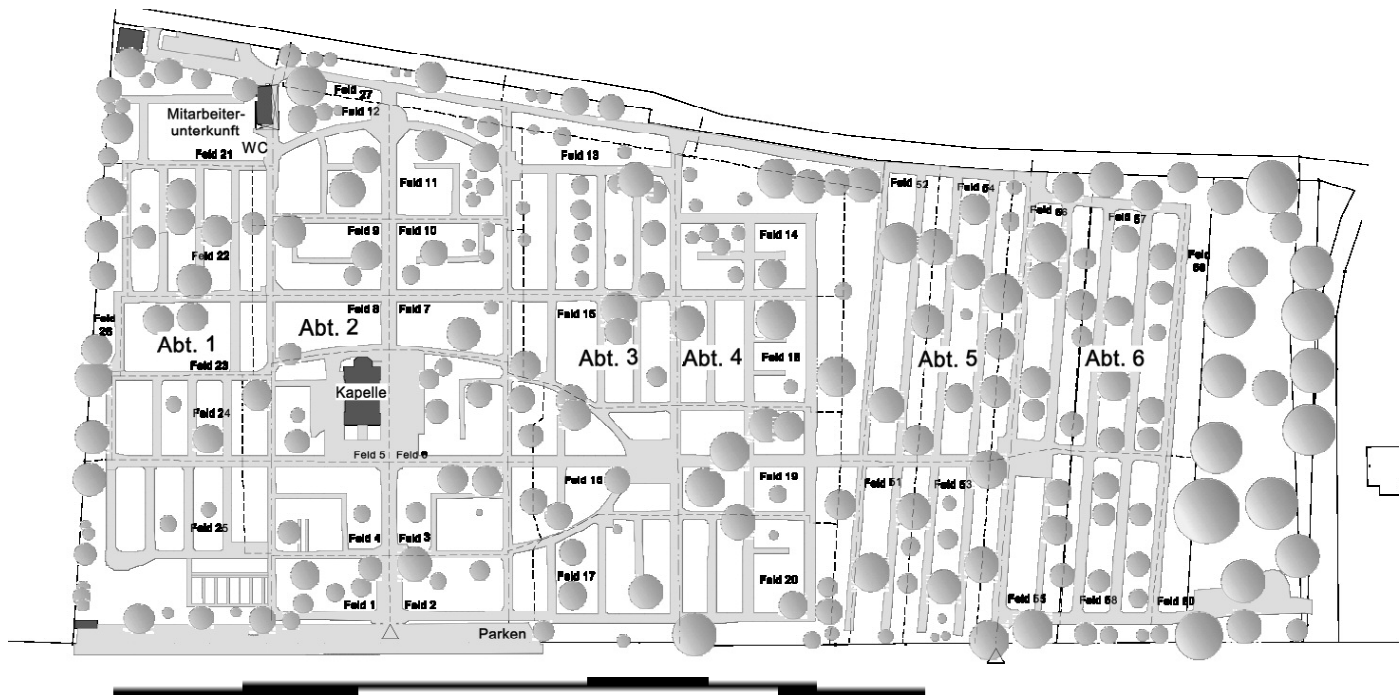 Feld 27
Feld 12
Mitarbeiter-
unterkunft
WC
Feld 21
Feld 13
Feld 11
Feld 52
Feld 54
Feld 56
Feld 57
Feld 9
Feld 10
Feld 14
Feld 22
Feld
Feld
26
Feld 8
Feld 7
Feld 15
Abt. 1
Abt. 2
Abt. 3
Abt. 4
Abt. 5
Abt. 6
Feld 18
Feld 23
Kapelle
Feld 24
Feld 5
Feld 6
Feld 16
Feld 19
Feld 51
Feld 53
Feld 25
Feld 4
Feld 3
Feld 17
Feld 20
Feld 1
Feld 2
Feld 55
Feld 58
Feld 60
Parken